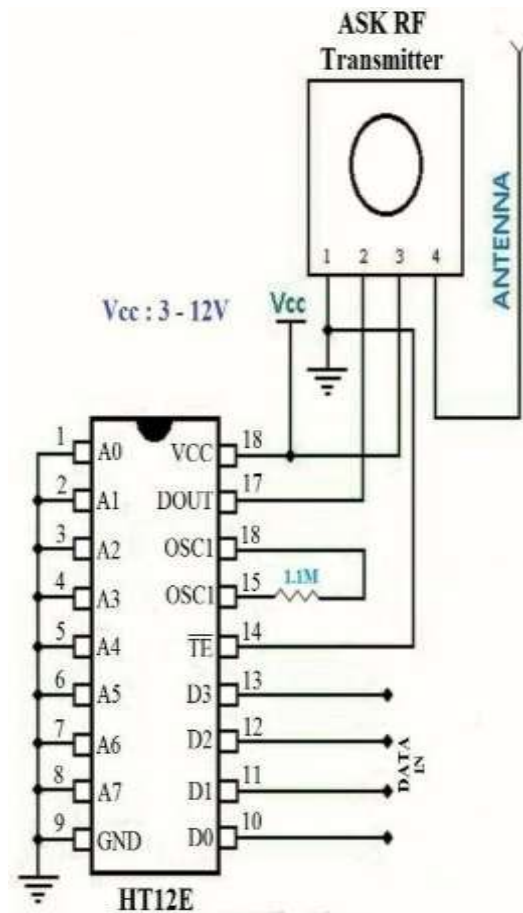 ASK RF
Transmitter
1 2 3 4
ANTENNA
Vcc : 3 - 12V
Vcc
1 A0 VCC 18
2 A1 DOUT 17
3 A2 OSC1 18
4 A3 OSC1 15 1.1M
5 A4 TE 14
6 A5 D3 13
7 A6 D2 12
8 A7 D1 11
9 GND D0 10
DATA
IN
HT12E